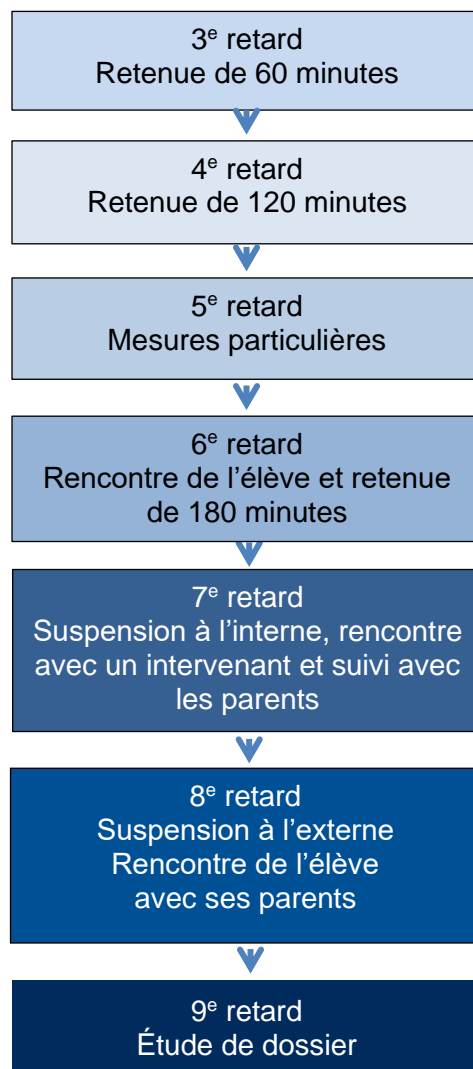 3e retard
Retenue de 60 minutes
4e retard
Retenue de 120 minutes
5e retard
Mesures particulières
6e retard
Rencontre de l’élève et retenue
de 180 minutes
7e retard
Suspension à l’interne, rencontre
avec un intervenant et suivi avec
les parents
8e retard
Suspension à l’externe
Rencontre de l’élève
avec ses parents
9e retard
Étude de dossier